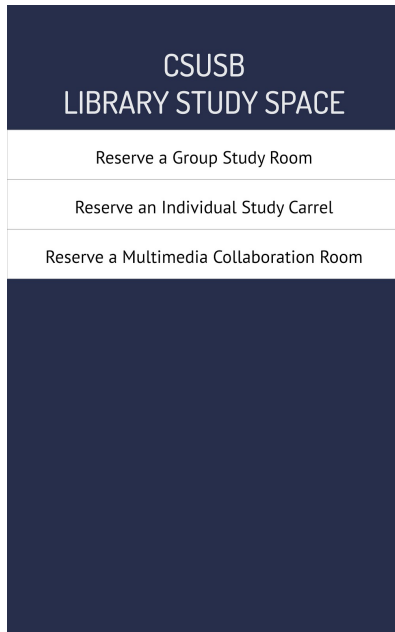 CSUSB
LIBRARY STUDY SPACE
Reserve a Group Study Room
Reserve an Individual Study Carrel
Reserve a Multimedia Collaboration Room